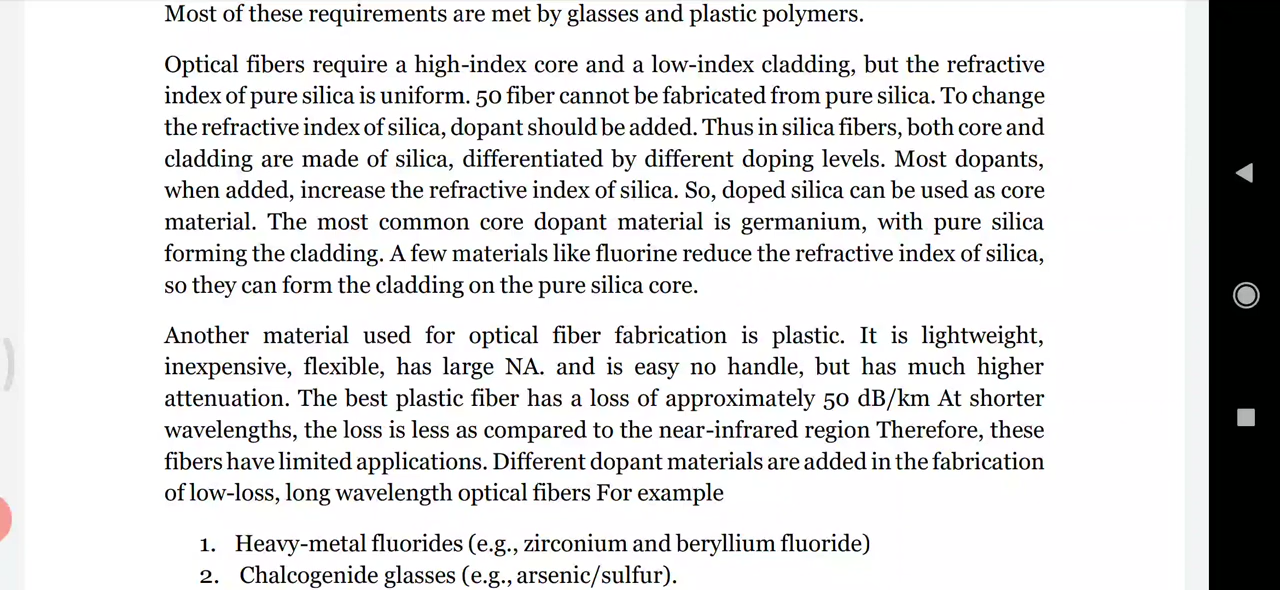 Most of these requirements are met by glasses and plastic polymers.
Optical fibers require a high-index core and a low-index cladding, but the refractive
index of pure silica is uniform. 50 fiber cannot be fabricated from pure silica. To change
the refractive index of silica, dopant should be added. Thus in silica fibers, both core and
cladding are made of silica, differentiated by different doping levels. Most dopants,
when added, increase the refractive index of silica. So, doped silica can be used as core
material. The most common core dopant material is germanium, with pure silica
forming the cladding. A few materials like fluorine reduce the refractive index of silica,
so they can form the cladding on the pure silica core.
Another material used for optical fiber fabrication is plastic. It is lightweight,
inexpensive, flexible, has large NA. and is easy no handle, but has much higher
attenuation. The best plastic fiber has a loss of approximately 50 dB/km At shorter
wavelengths, the loss is less as compared to the near-infrared region Therefore, these
fibers have limited applications. Different dopant materials are added in the fabrication
of low-loss, long wavelength optical fibers For example
1. Heavy-metal fluorides (e.g., zirconium and beryllium fluoride)
2. Chalcogenide glasses (e.g., arsenic/sulfur).